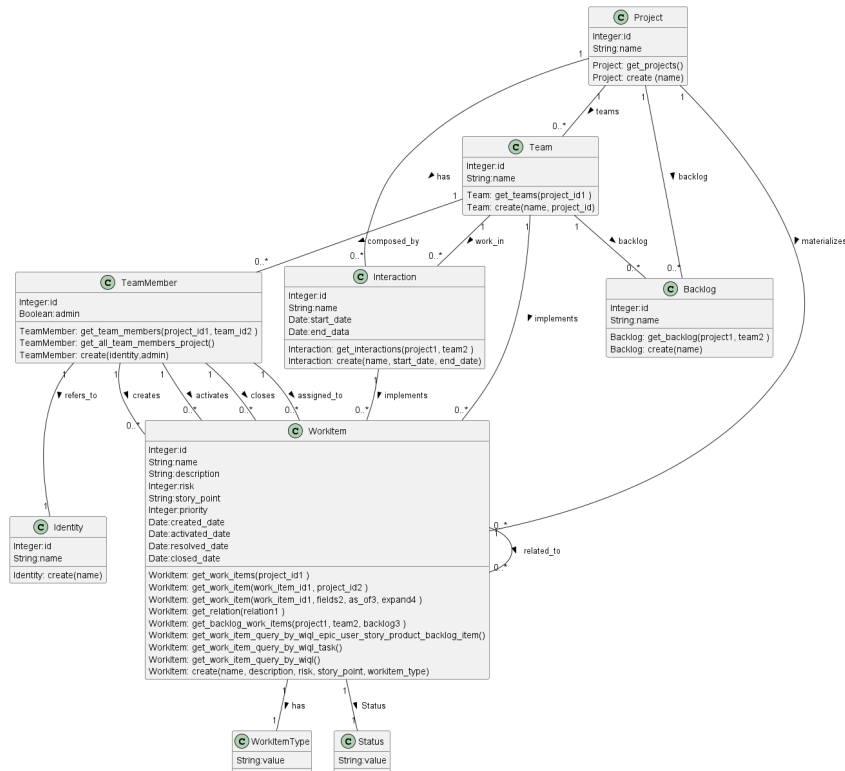 C Project
Integer:id
String:name
Project: get_projects()
Project: create (name)
1
1
1
1
teams
0..*
C Team
Integer:id
String:name
Team: get_teams(project_id1 )
Team: create(name, project_id)
has
backlog
1
1
1
1
composed_by
work_in
backlog
materializes
0..*
0..*
0..*
0..*
0..*
C TeamMember
Integer:id
Boolean:admin
TeamMember: get_team_members(project_id1, team_id2 )
TeamMember: get_all_team_members_project()
TeamMember: create(identity,admin)
C Interaction
Integer:id
String:name
Date:start_date
Date:end_data
Interaction: get_interactions(project1, team2 )
Interaction: create(name, start_date, end_date)
C Backlog
Integer:id
String:name
Backlog: get_backlog(project1, team2 )
Backlog: create(name)
implements
1
1
1
1
1
1
refers_to
creates
activates
closes
assigned_to
implements
0..*
0..*
0..*
0..*
0..*
0..*
C WorkItem
Integer:id
String:name
String:description
Integer:risk
String:story_point
Integer:priority
Date:created_date
Date:activated_date
Date:resolved_date
Date:closed_date
WorkItem: get_work_items(project_id1 )
WorkItem: get_work_item(work_item_id1, project_id2 )
WorkItem: get_work_item(work_item_id1, fields2, as_of3, expand4 )
WorkItem: get_relation(relation1 )
WorkItem: get_backlog_work_items(project1, team2, backlog3 )
WorkItem: get_work_item_query_by_wiql_epic_user_story_product_backlog_item()
WorkItem: get_work_item_query_by_wiql_task()
WorkItem: get_work_item_query_by_wiql()
WorkItem: create(name, description, risk, story_point, workitem_type)
1
C Identity
Integer:id
String:name
Identity: create(name)
0..*
1
related_to
0..*
1
1
has
Status
1
1
C WorkItemType
String:value
C Status
String:value